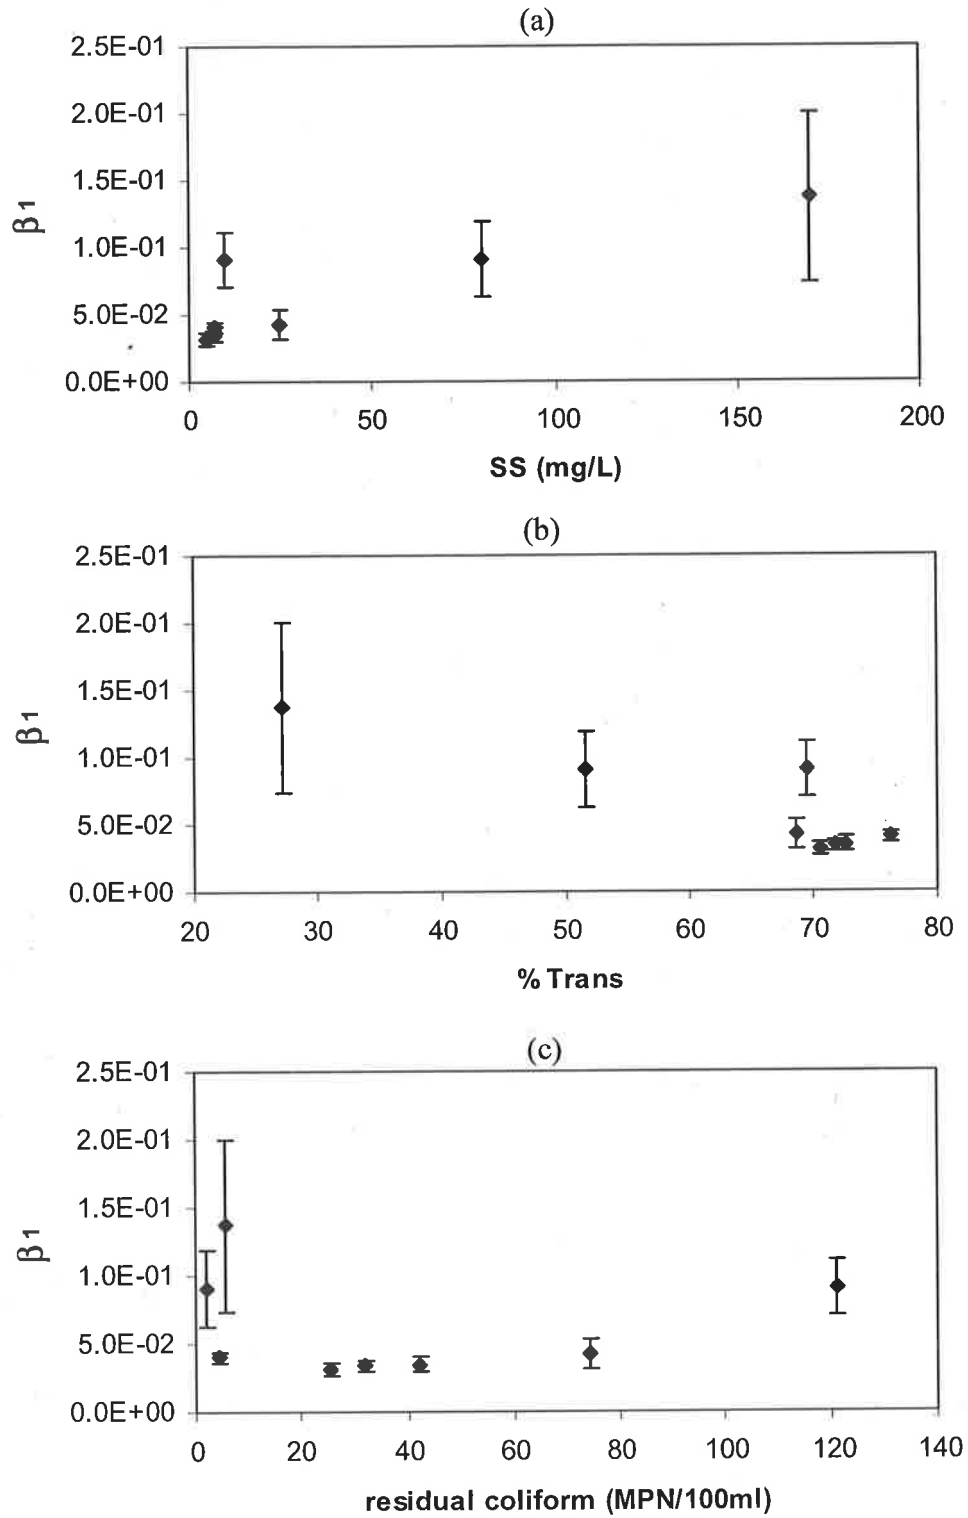 (a)
2.5E-01
2.0E-01
1.5E-01
1.0E-01
5.0E-02
0.0E+00
β1
0 50 100 150 200
SS (mg/L)
(b)
2.5E-01
2.0E-01
1.5E-01
1.0E-01
5.0E-02
0.0E+00
β1
20 30 40 50 60 70 80
% Trans
(c)
2.5E-01
2.0E-01
1.5E-01
1.0E-01
5.0E-02
0.0E+00
β1
0 20 40 60 80 100 120 140
residual coliform (MPN/100ml)